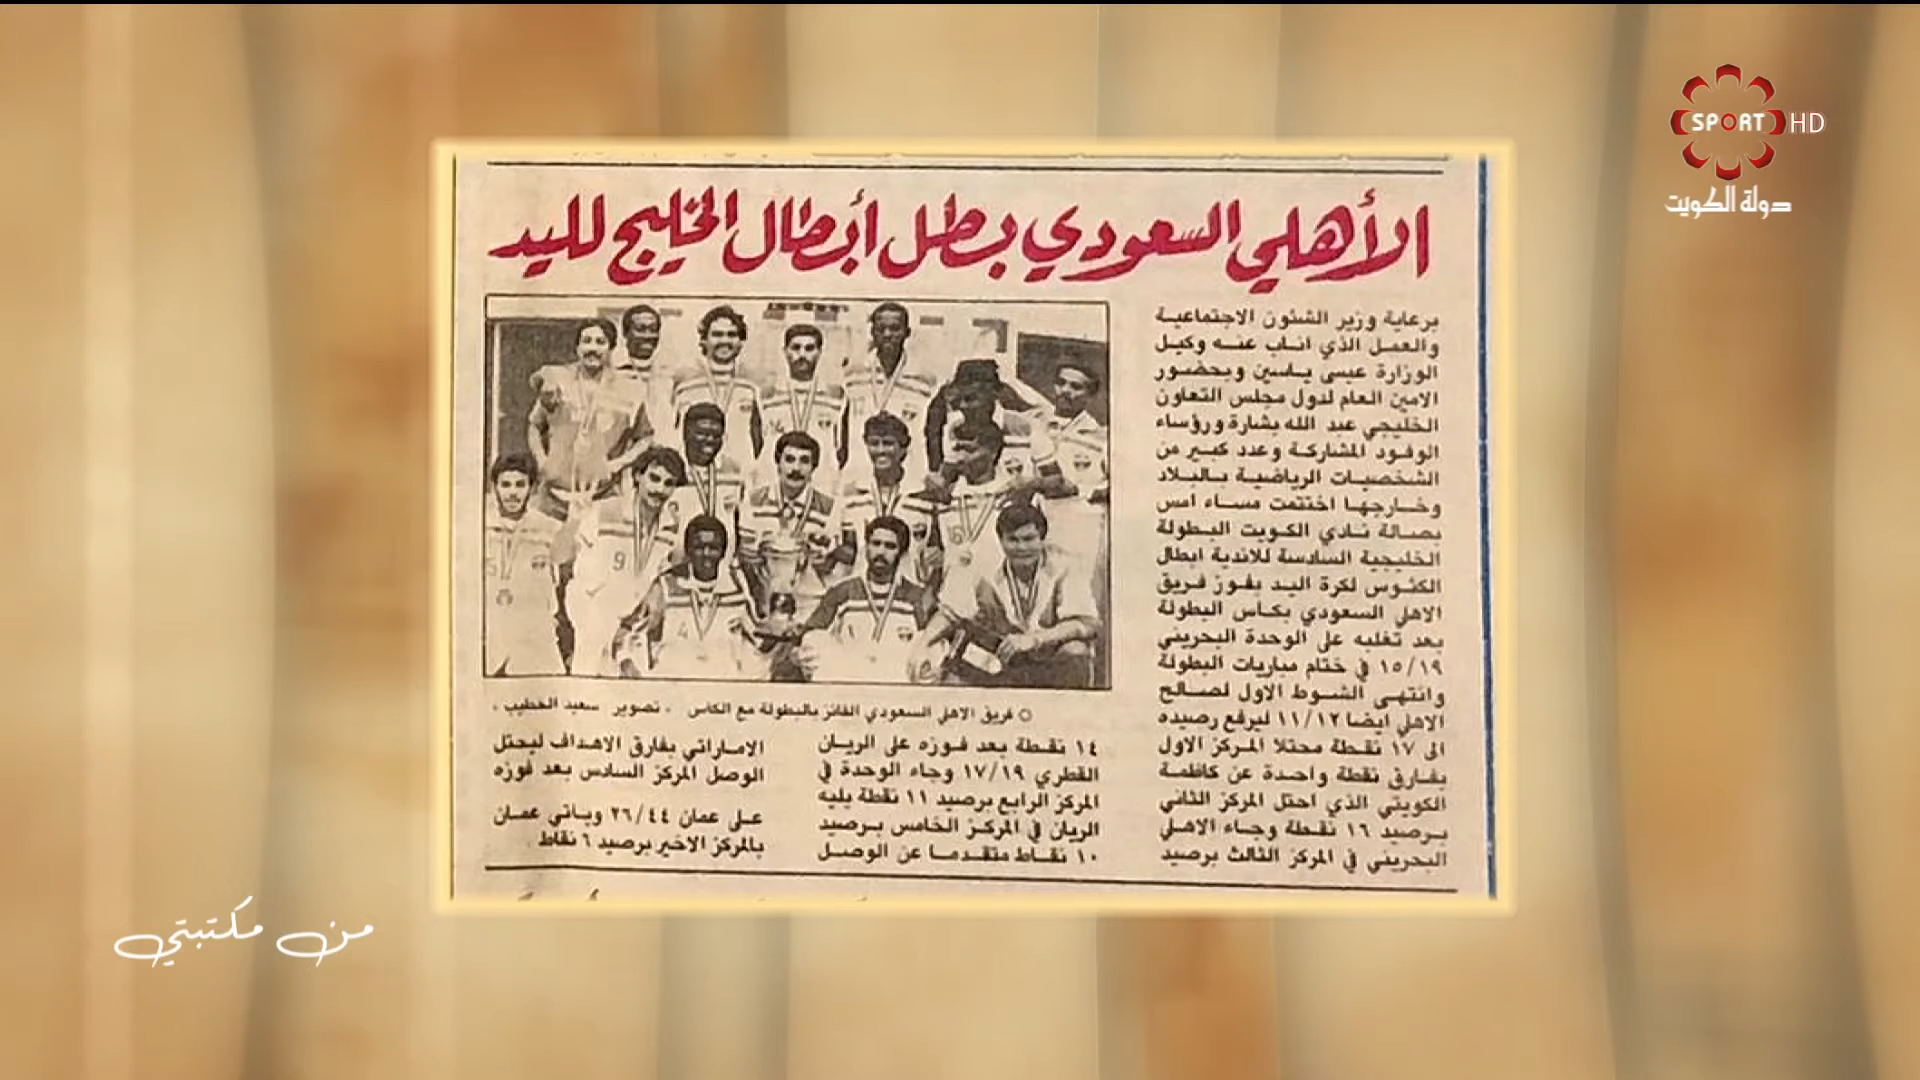 SPORT HD
دولة الكويت
الأهلي السعودي بطل أبطال الخليج لليد
برعاية وزير الشئون الاجتماعية
والعمل الذي اناب عنه وكيل
الوزارة عيسى ياسين وبحضور
الامين العام لدول مجلس التعاون
الخليجي عبد الله بشارة ورؤساء
الوفود المشاركة وعدد كبير من
الشخصيات الرياضية بالبلاد
وخارجها اختتمت مساء امس
بصالة نادي الكويت البطولة
الخليجية السادسة للاندية ابطال
الكئوس لكرة اليد بفوز فريق
الاهلي السعودي بكاس البطولة
بعد تغلبه على الوحدة البحريني
١٥/١٩ في ختام مباريات البطولة
وانتهى الشوط الاول لصالح
الاهلي ايضا ١١/١٢ ليرفع رصيده
الى ١٧ نقطة محتلا المركز الاول
بفارق نقطة واحدة عن كاظمة
الكويتي الذي احتل المركز الثاني
برصيد ١٦ نقطة وجاء الاهلي
البحريني في المركز الثالث برصيد
○ فريق الاهلي السعودي الفائز بالبطولة مع الكاس ، تصوير سعيد الخطيب ،
١٤ نقطة بعد فوزه على الريان
القطري ١٧/١٩ وجاء الوحدة في
المركز الرابع برصيد ١١ نقطة يليه
الريان في المركز الخامس برصيد
١٠ نقاط متقدما عن الوصل
الاماراتي بفارق الاهداف ليحتل
الوصل المركز السادس بعد فوزه
على عمان ٢٦/٤٤ وياتي عمان
بالمركز الاخير برصيد ٦ نقاط .
من مكتبتي